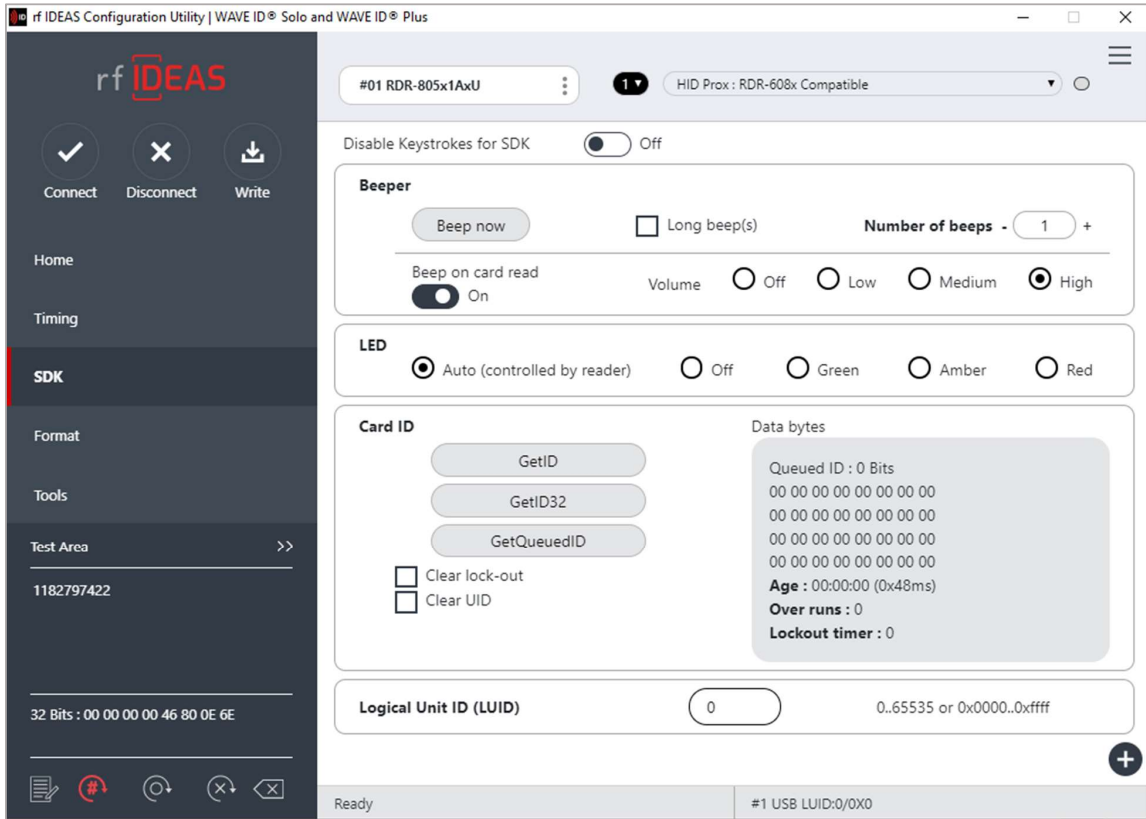 rf IDEAS Configuration Utility | WAVE ID® Solo and WAVE ID® Plus
rf IDEAS
Connect Disconnect Write
Home
Timing
SDK
Format
Tools
Test Area >>
1182797422
32 Bits : 00 00 00 00 46 80 0E 6E
#01 RDR-805x1AxU 1 HID Prox : RDR-608x Compatible
Disable Keystrokes for SDK Off
Beeper
Beep now Long beep(s) Number of beeps - 1 +
Beep on card read
On
Volume Off Low Medium High
LED
Auto (controlled by reader) Off Green Amber Red
Card ID
GetID
GetID32
GetQueuedID
Clear lock-out
Clear UID
Data bytes
Queued ID : 0 Bits
00 00 00 00 00 00 00 00
00 00 00 00 00 00 00 00
00 00 00 00 00 00 00 00
00 00 00 00 00 00 00 00
Age : 00:00:00 (0x48ms)
Over runs : 0
Lockout timer : 0
Logical Unit ID (LUID) 0 0..65535 or 0x0000..0xffff
Ready #1 USB LUID:0/0X0